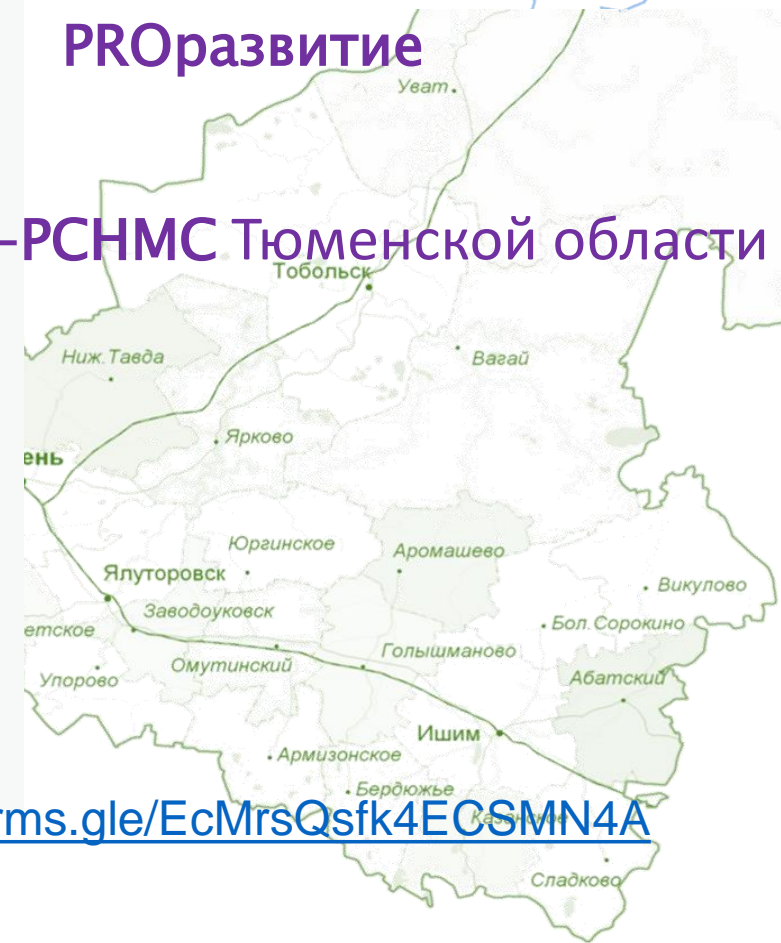 PROразвитие
Уват
-РСНМС Тюменской области
Тобольск
Ниж.Тавда
Вагай
Ярково
ень
Юргинское
Аромашево
Ялуторовск
Викулово
Заводоуковск
Бол.Сорокино
етское
Голышманово
Омутинский
Упорово
Абатский
Ишим
Армизонское
Бердюжье
rms.gle/EcMrsQsfk4ECSMN4A
Казанское
Сладково